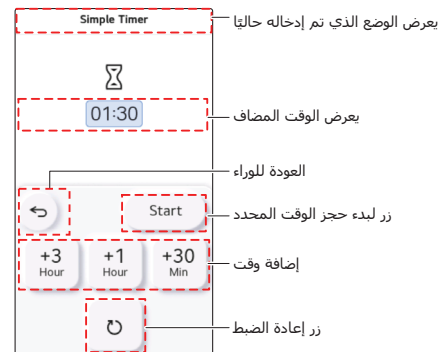 Simple Timer
يعرض الوضع الذي تم إدخاله حاليًا
01:30
يعرض الوقت المضاف
العودة للوراء
Start
زر لبدء حجز الوقت المحدد
+3 Hour
+1 Hour
+30 Min
إضافة وقت
زر إعادة الضبط